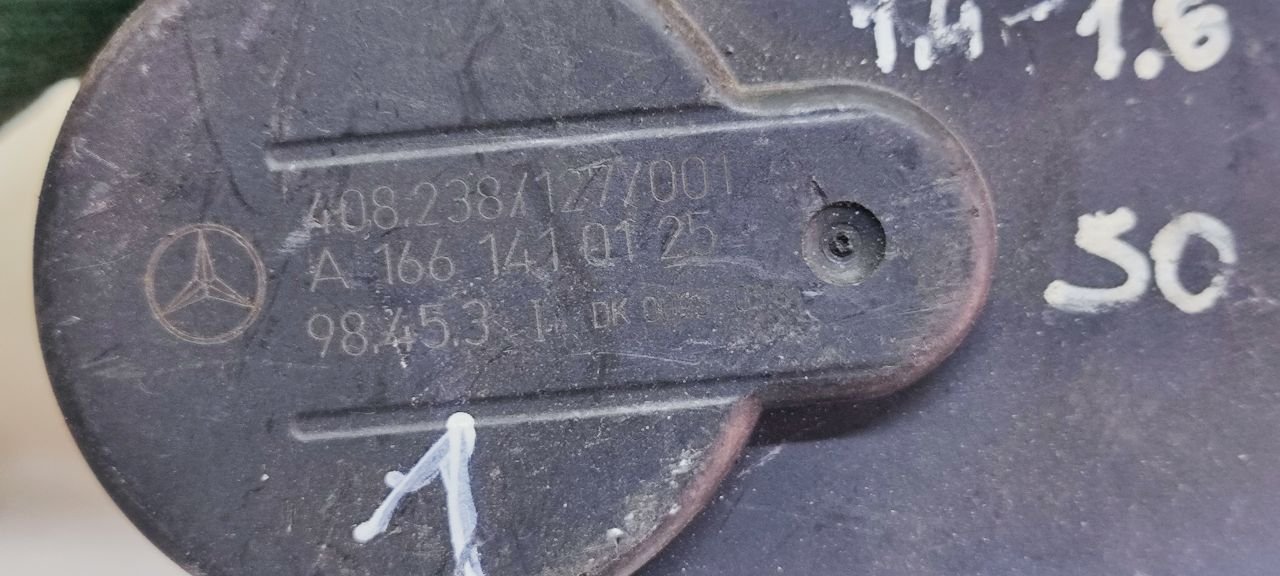 1.4-1.6
408.238/127/001
A 166 141 01 25
50
98.45.3 I DK
1